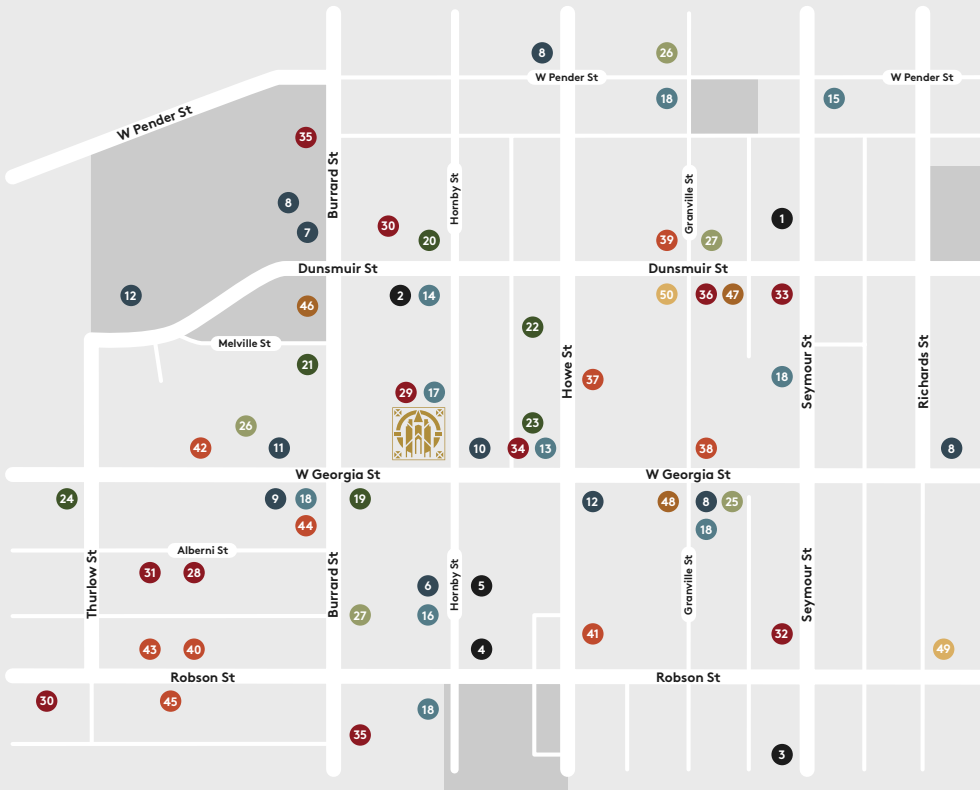 8
26
W Pender St
W Pender St
18
15
W Pender St
35
Burrard St
Hornby St
Granville St
8
7
30
20
39
27
1
Dunsmuir St
Dunsmuir St
12
46
2
14
50
36
47
33
22
Melville St
21
Howe St
37
Seymour St
18
Richards St
29
17
26
42
11
23
10
34
13
38
8
W Georgia St
W Georgia St
24
9
18
19
44
12
48
8
25
18
Alberni St
31
28
Thurlow St
Burrard St
Hornby St
6
5
Granville St
Seymour St
27
16
43
40
4
41
32
49
Robson St
Robson St
30
45
18
35
3